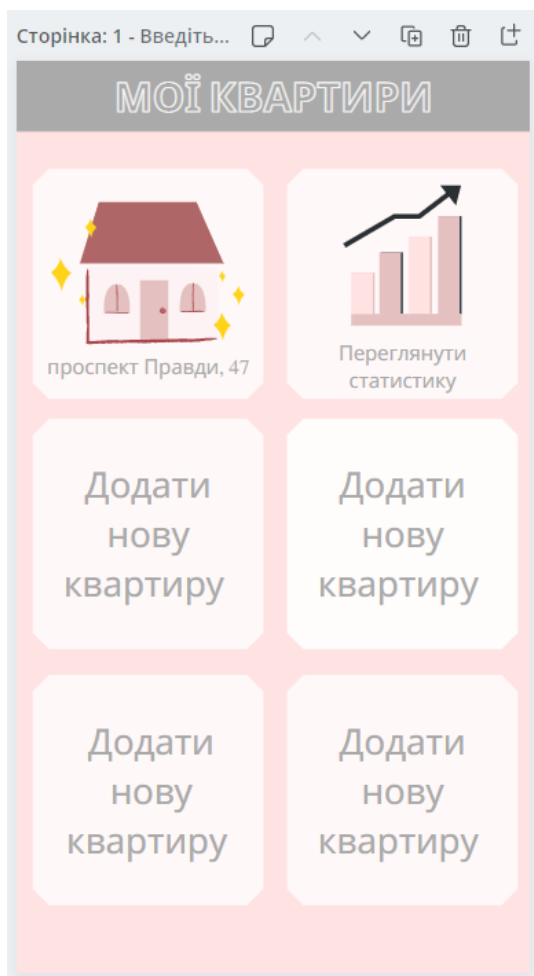 Сторінка: 1 - Введіть...
МОЇ КВАРТИРИ
проспект Правди, 47
Переглянути
статистику
Додати
нову
квартиру
Додати
нову
квартиру
Додати
нову
квартиру
Додати
нову
квартиру